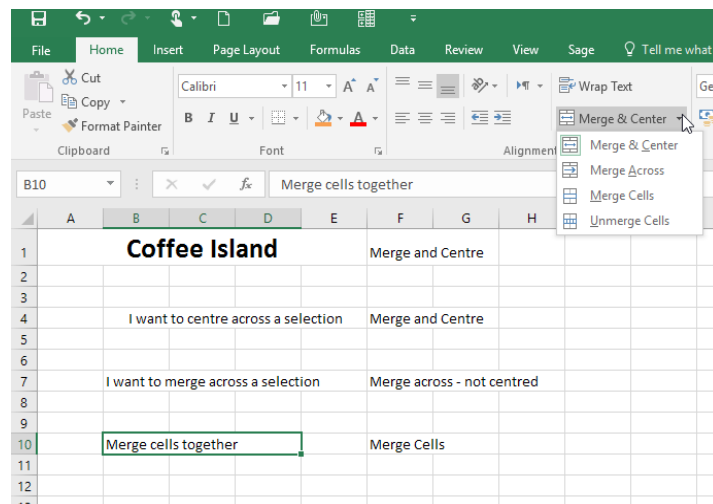 File Home Insert Page Layout Formulas Data Review View Sage Tell me what
Cut
Copy
Format Painter
Paste
Clipboard
Calibri 11 A A
B I U A
Font
Wrap Text
Merge & Center
Alignment
Ge
Merge & Center
Merge Across
Merge Cells
Unmerge Cells
B10 fx Merge cells together
A B C D E F G H
1 Coffee Island Merge and Centre
2
3
4 I want to centre across a selection Merge and Centre
5
6
7 I want to merge across a selection Merge across - not centred
8
9
10 Merge cells together Merge Cells
11
12